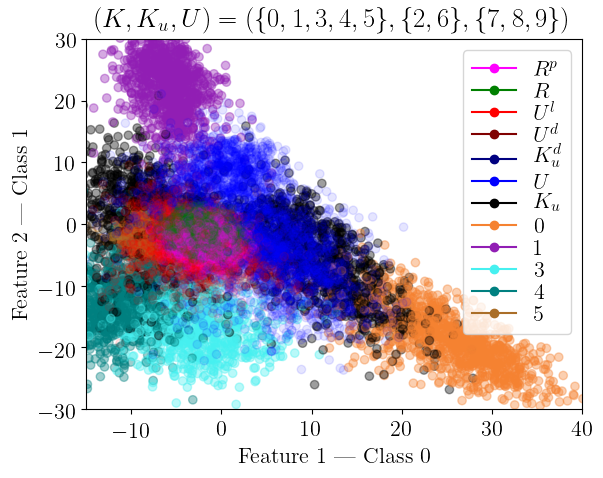 (K, K_u, U) = ({0, 1, 3, 4, 5}, {2, 6}, {7, 8, 9})
30
20
10
0
−10
−20
−30
−10
0
10
20
30
40
Feature 2 — Class 1
Feature 1 — Class 0
R^p
R
U^l
U^d
K_u^d
U
K_u
0
1
3
4
5